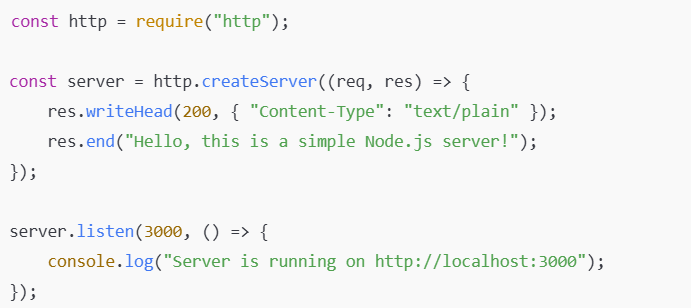 const http = require("http");
const server = http.createServer((req, res) => {
res.writeHead(200, { "Content-Type": "text/plain" });
res.end("Hello, this is a simple Node.js server!");
});
server.listen(3000, () => {
console.log("Server is running on http://localhost:3000");
});